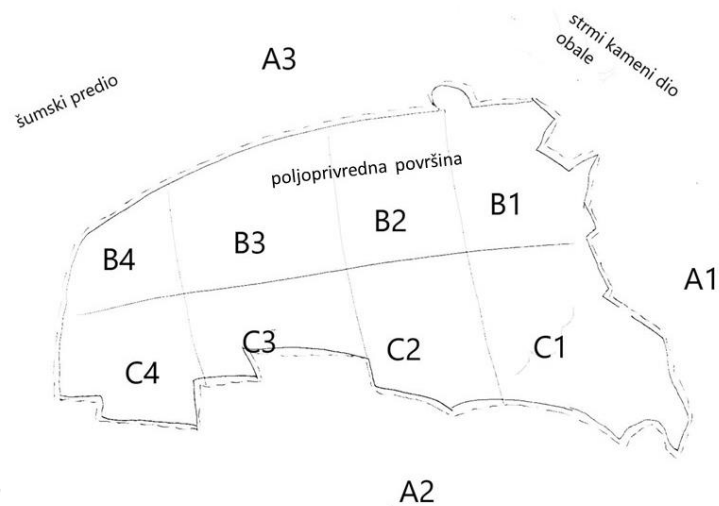 strmi kameni dio
obale
A3
šumski predio
poljoprivredna površina
B1
B2
B3
B4
A1
C3
C2
C1
C4
A2